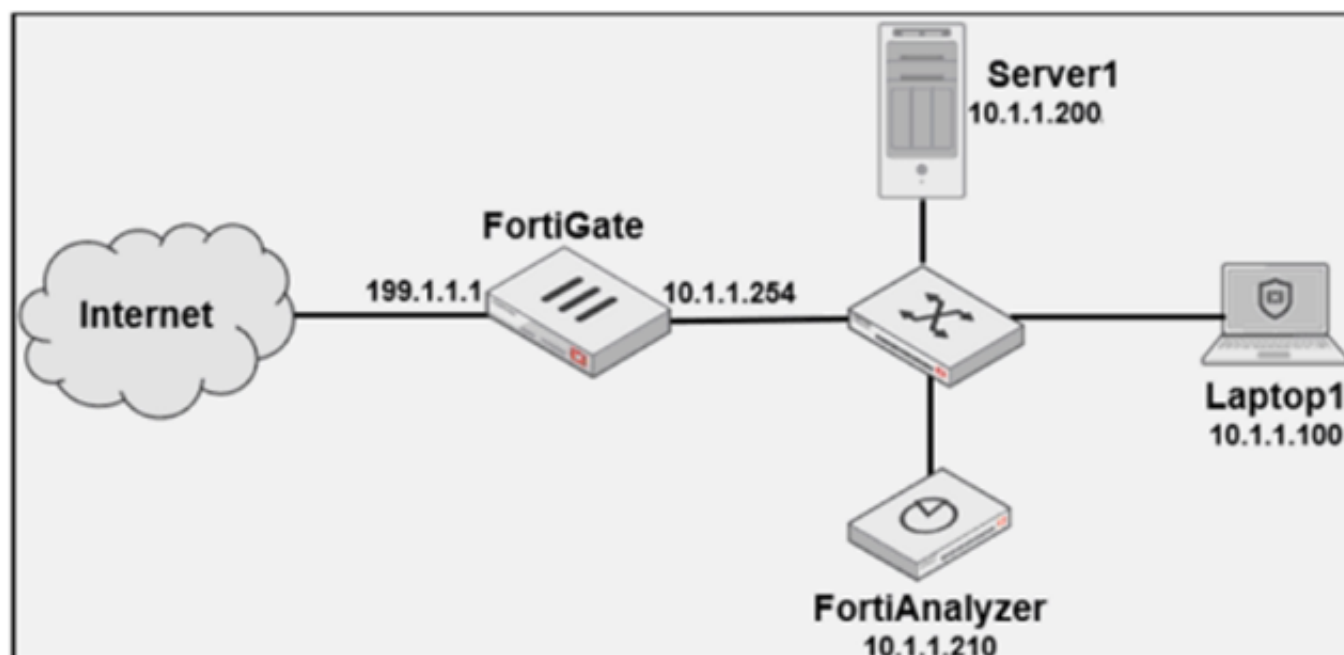 Server1
10.1.1.200
FortiGate
199.1.1.1
10.1.1.254
Internet
Laptop1
10.1.1.100
FortiAnalyzer
10.1.1.210